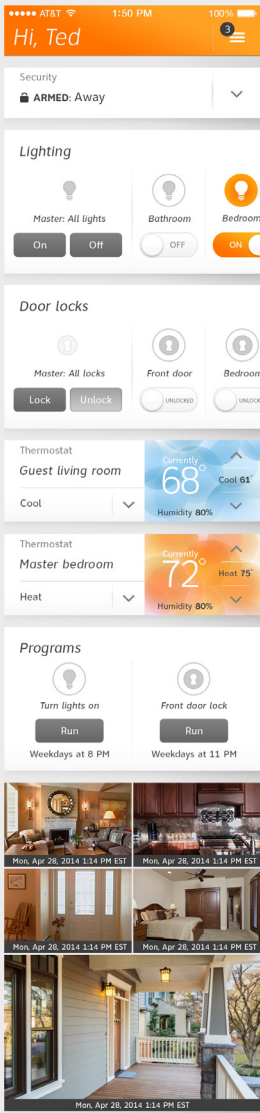 AT&T 1:50 PM 100%
Hi, Ted
3
Security
ARMED: Away
Lighting
Master: All lights Bathroom Bedroom
On Off OFF ON
Door locks
Master: All locks Front door Bedroom
Lock Unlock UNLOCKED UNLOCK
Thermostat
Guest living room
Cool
Currently
68°
Cool 61°
Humidity 80%
Thermostat
Master bedroom
Heat
Currently
72°
Heat 75°
Humidity 80%
Programs
Turn lights on Front door lock
Run Run
Weekdays at 8 PM Weekdays at 11 PM
Mon, Apr 28, 2014 1:14 PM EST Mon, Apr 28, 2014 1:14 PM EST
Mon, Apr 28, 2014 1:14 PM EST Mon, Apr 28, 2014 1:14 PM EST
Mon, Apr 28, 2014 1:14 PM EST